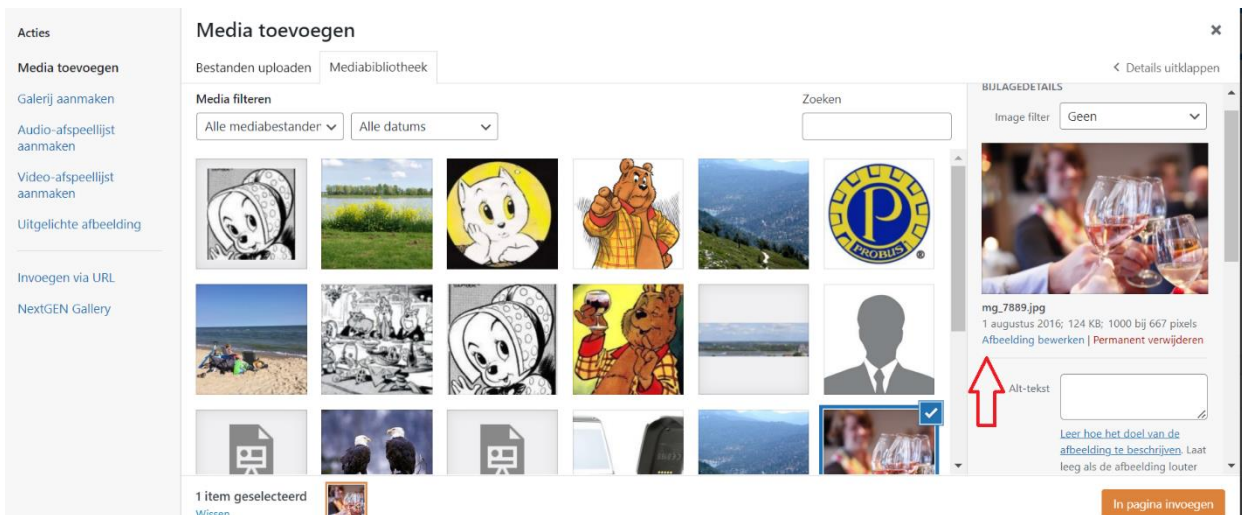 Acties
Media toevoegen
Galerij aanmaken
Audio-afspeellijst
aanmaken
Video-afspeellijst
aanmaken
Uitgelichte afbeelding
Invoegen via URL
NextGEN Gallery
Media toevoegen
Bestanden uploaden
Mediabibliotheek
Details uitklappen
Media filteren
Alle mediabestanden
Alle datums
Zoeken
PROBUS
1 item geselecteerd
Wissen
BIJLAGEDETAILS
Image filter
Geen
mg_7889.jpg
1 augustus 2016; 124 KB; 1000 bij 667 pixels
Afbeelding bewerken | Permanent verwijderen
Alt-tekst
Leer hoe het doel van de
afbeelding te beschrijven. Laat
leeg als de afbeelding louter
In pagina invoegen